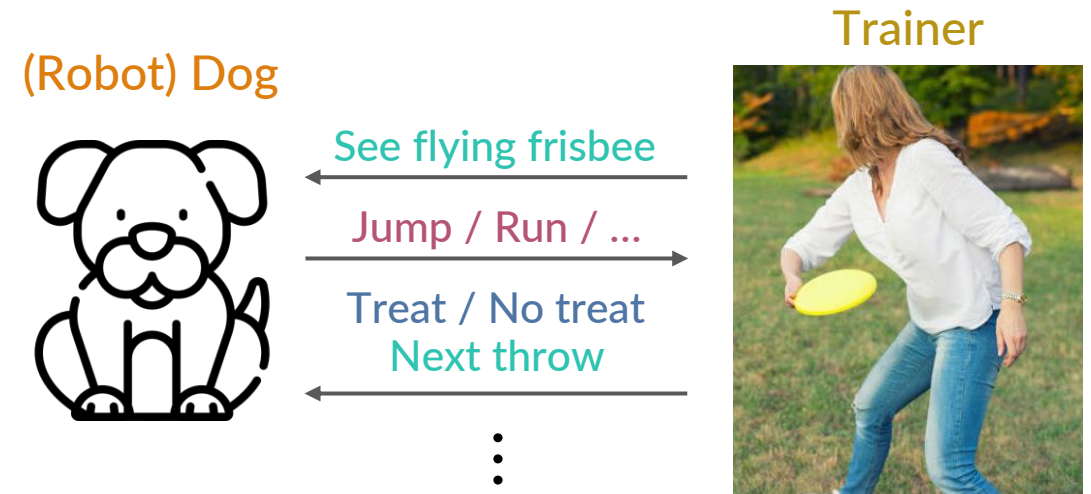 Trainer
(Robot) Dog
See flying frisbee
Jump / Run / ...
Treat / No treat
Next throw